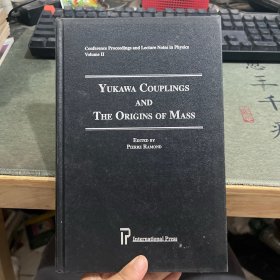 Conference Proceedings and Lecture Notes in Physics
Volume II
YUKAWA COUPLINGS
AND
THE ORIGINS OF MASS
EDITED BY
PIERRE RAMOND
International Press